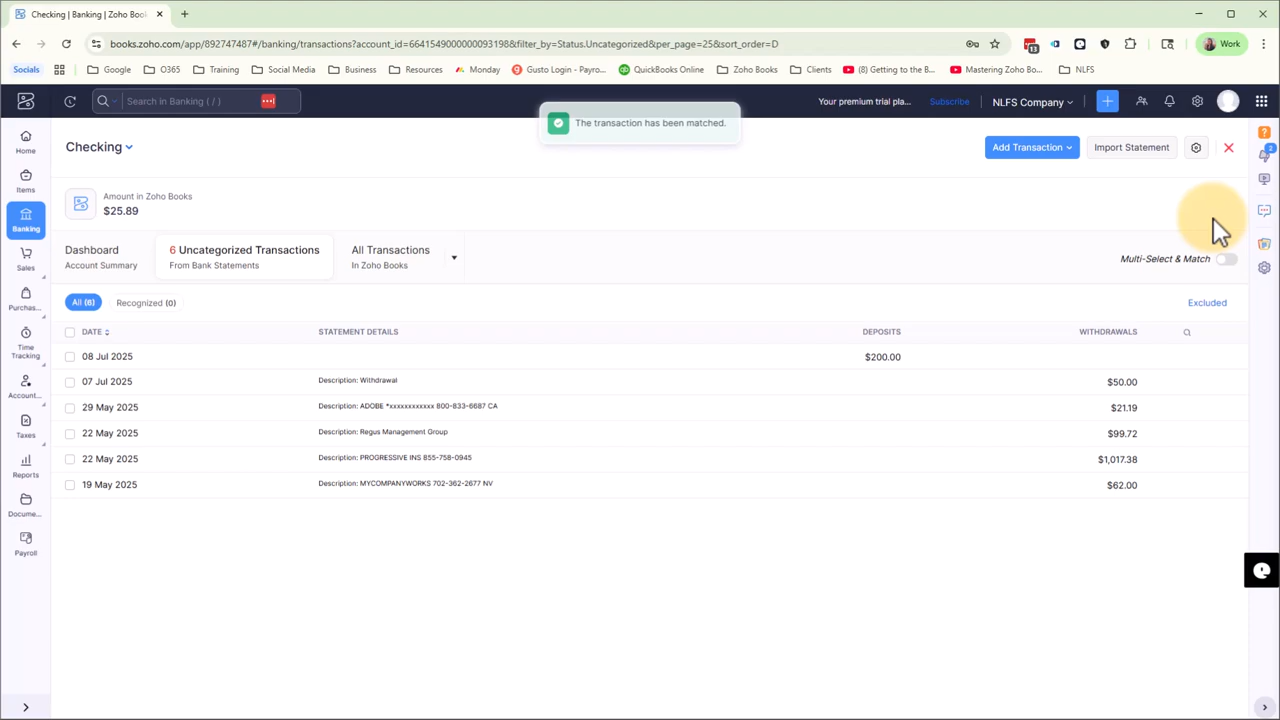 Checking | Banking | Zoho Book
books.zoho.com/app/892747487#/banking/transactions?account_id=6641549000000093198&filter_by=Status.Uncategorized&per_page=25&sort_order=D
13
Work
Socials
Google
O365
Training
Social Media
Business
Resources
Monday
Gusto Login - Payro...
QuickBooks Online
Zoho Books
Clients
(8) Getting to the B...
Mastering Zoho Bo...
NLFS
Search in Banking ( / )
Your premium trial pla...
Subscribe
NLFS Company
The transaction has been matched.
Home
Items
Banking
Sales
Purchas...
Time
Tracking
Account...
Taxes
Reports
Docume...
Payroll
Checking
Add Transaction
Import Statement
2
Amount in Zoho Books
$25.89
Dashboard
Account Summary
6 Uncategorized Transactions
From Bank Statements
All Transactions
In Zoho Books
Multi-Select & Match
All (6)
Recognized (0)
Excluded
DATE STATEMENT DETAILS DEPOSITS WITHDRAWALS
08 Jul 2025 $200.00
07 Jul 2025 Description: Withdrawal $50.00
29 May 2025 Description: ADOBE *xxxxxxxxxxxx 800-833-6687 CA $21.19
22 May 2025 Description: Regus Management Group $99.72
22 May 2025 Description: PROGRESSIVE INS 855-758-0945 $1,017.38
19 May 2025 Description: MYCOMPANYWORKS 702-362-2677 NV $62.00